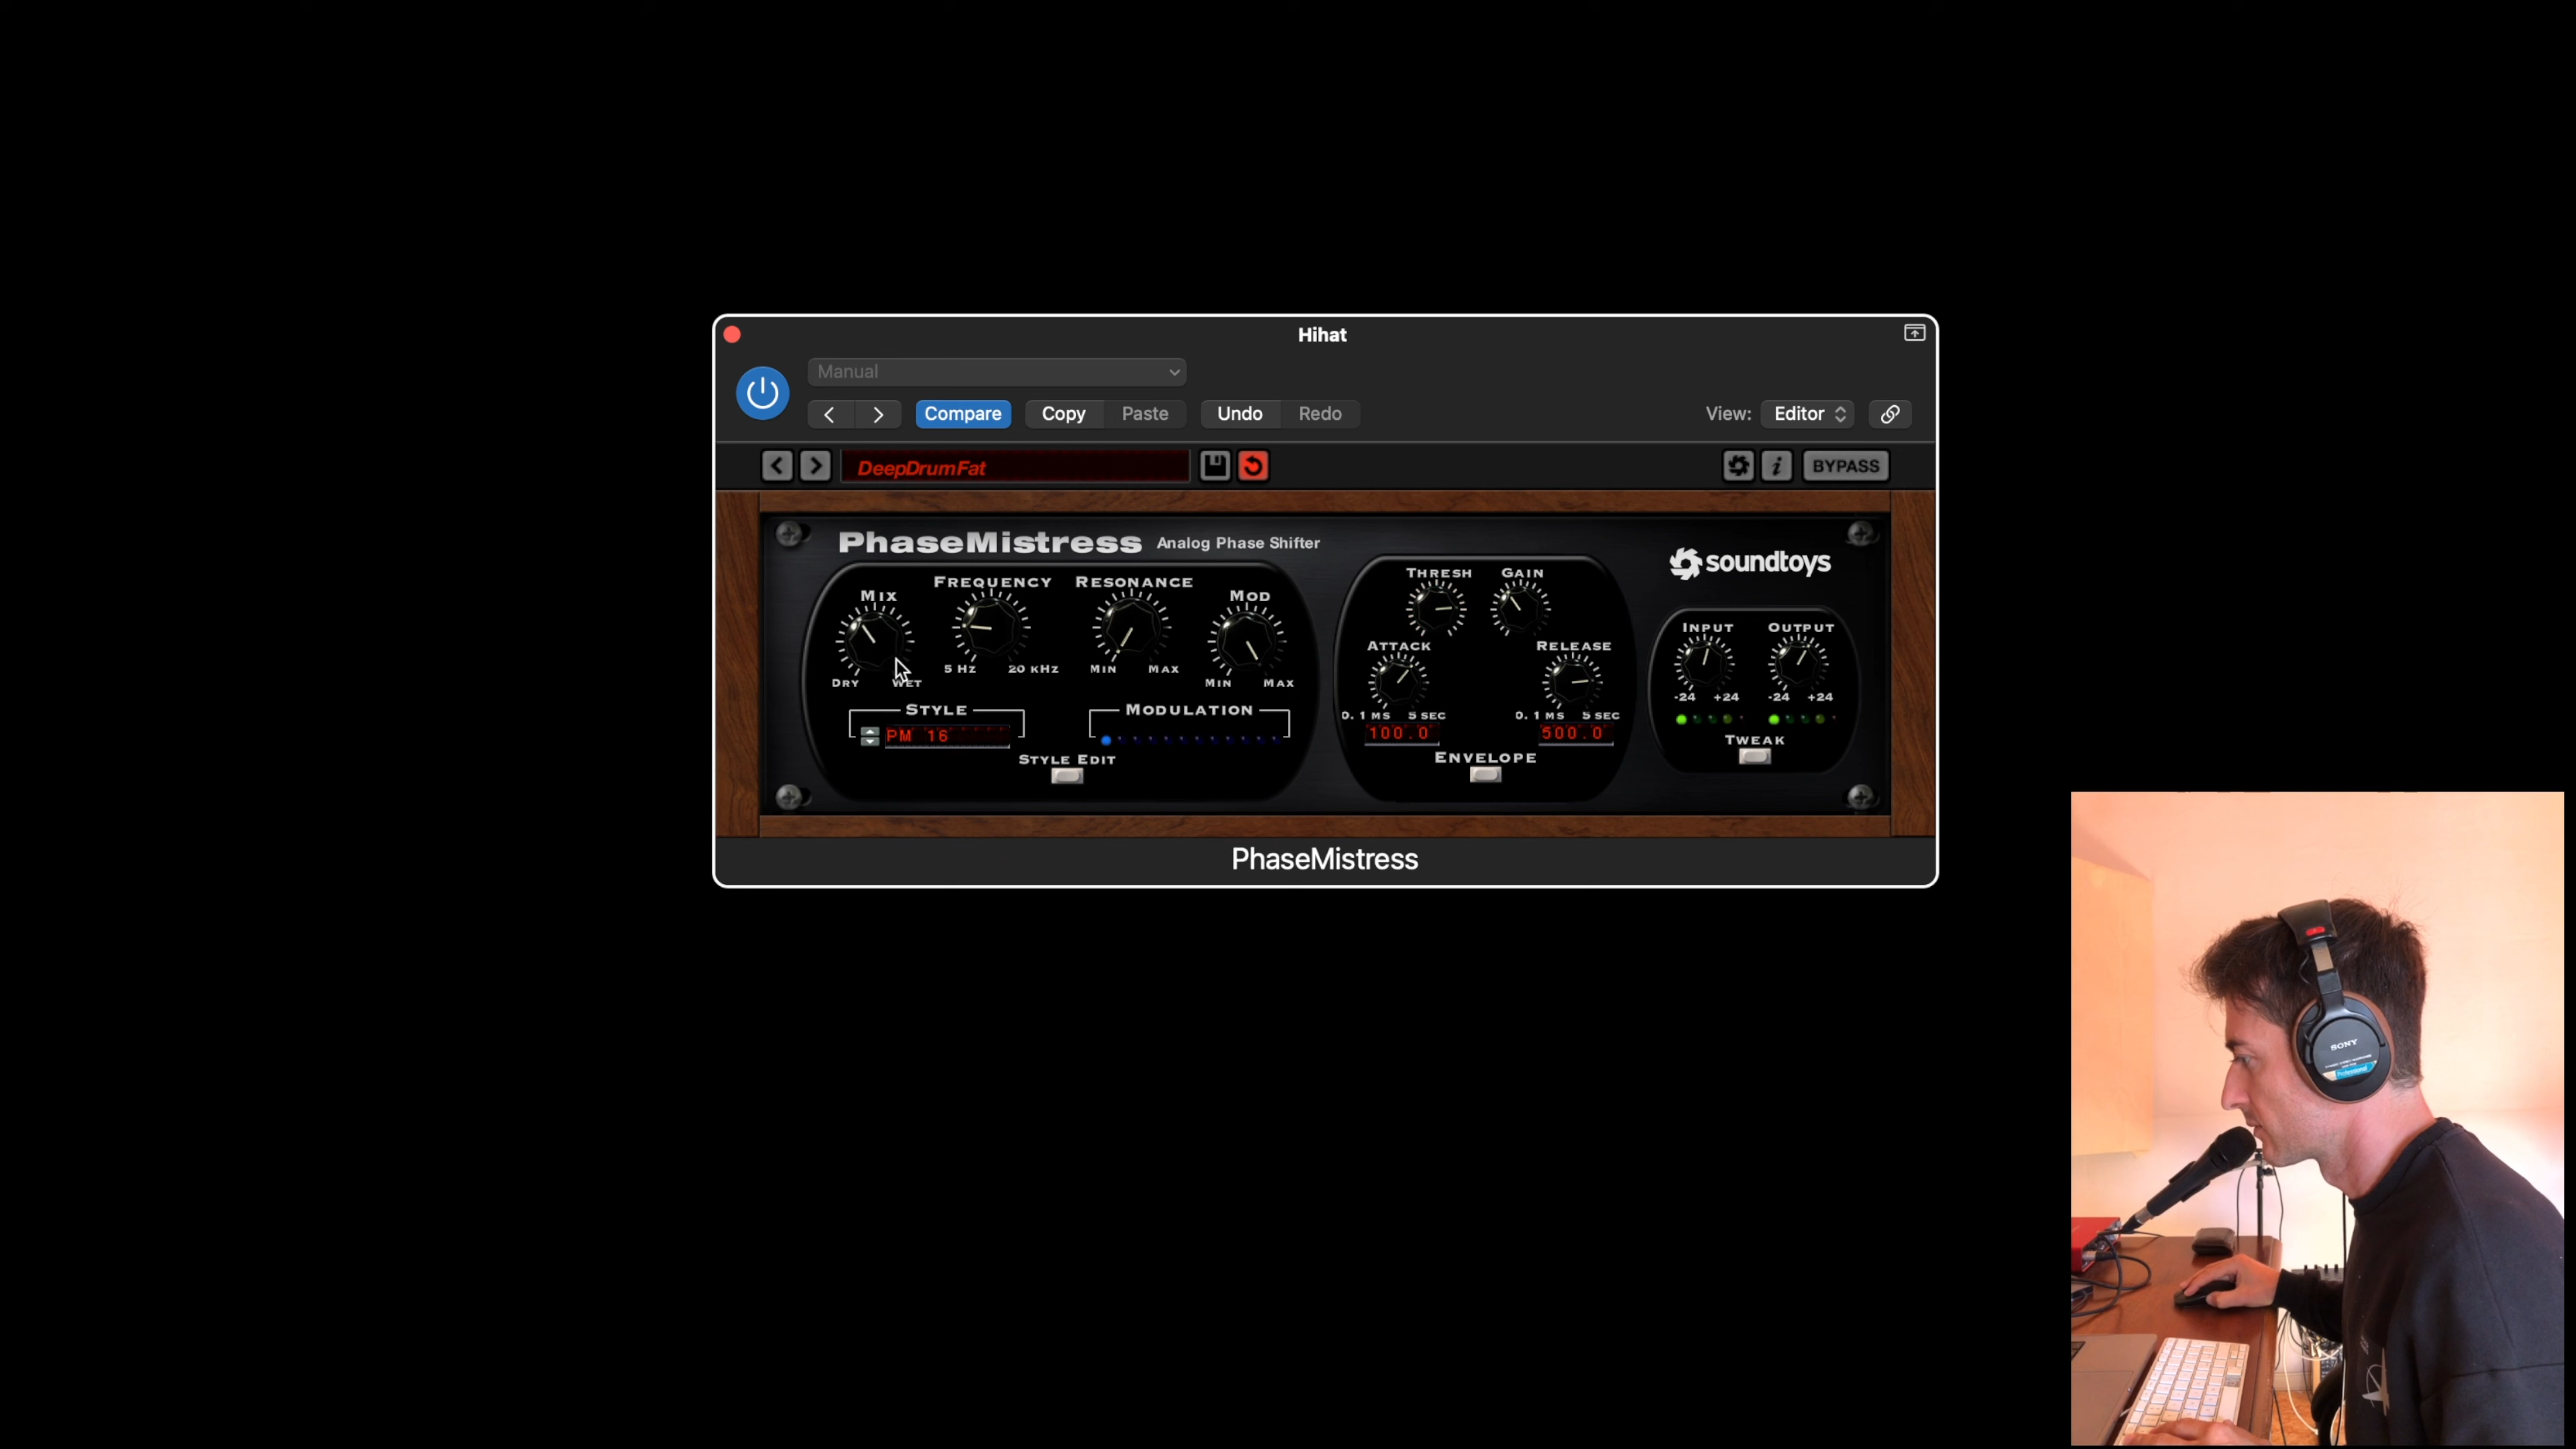 Hihat
Manual
Compare Copy Paste Undo Redo View: Editor
DeepDrumFat BYPASS
PhaseMistress Analog Phase Shifter
soundtoys
MIX FREQUENCY RESONANCE MOD
THRESH GAIN
DRY WET 5 HZ 20 KHZ MIN MAX MIN MAX
ATTACK RELEASE
0.1 MS 5 SEC 0.1 MS 5 SEC
100.0 500.0
INPUT OUTPUT
-24 +24 -24 +24
STYLE MODULATION
PM 16
STYLE EDIT ENVELOPE TWEAK
PhaseMistress
SONY
Professional